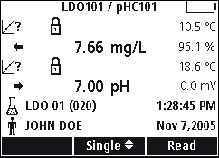 LDO101 / pHC101
? 10.5 °C
7.66 mg/L 95.1 %
? 18.6 °C
7.00 pH 0.0 mV
LDO 01 (020) 1:28:45 PM
JOHN DOE Nov 7,2005
Single Read